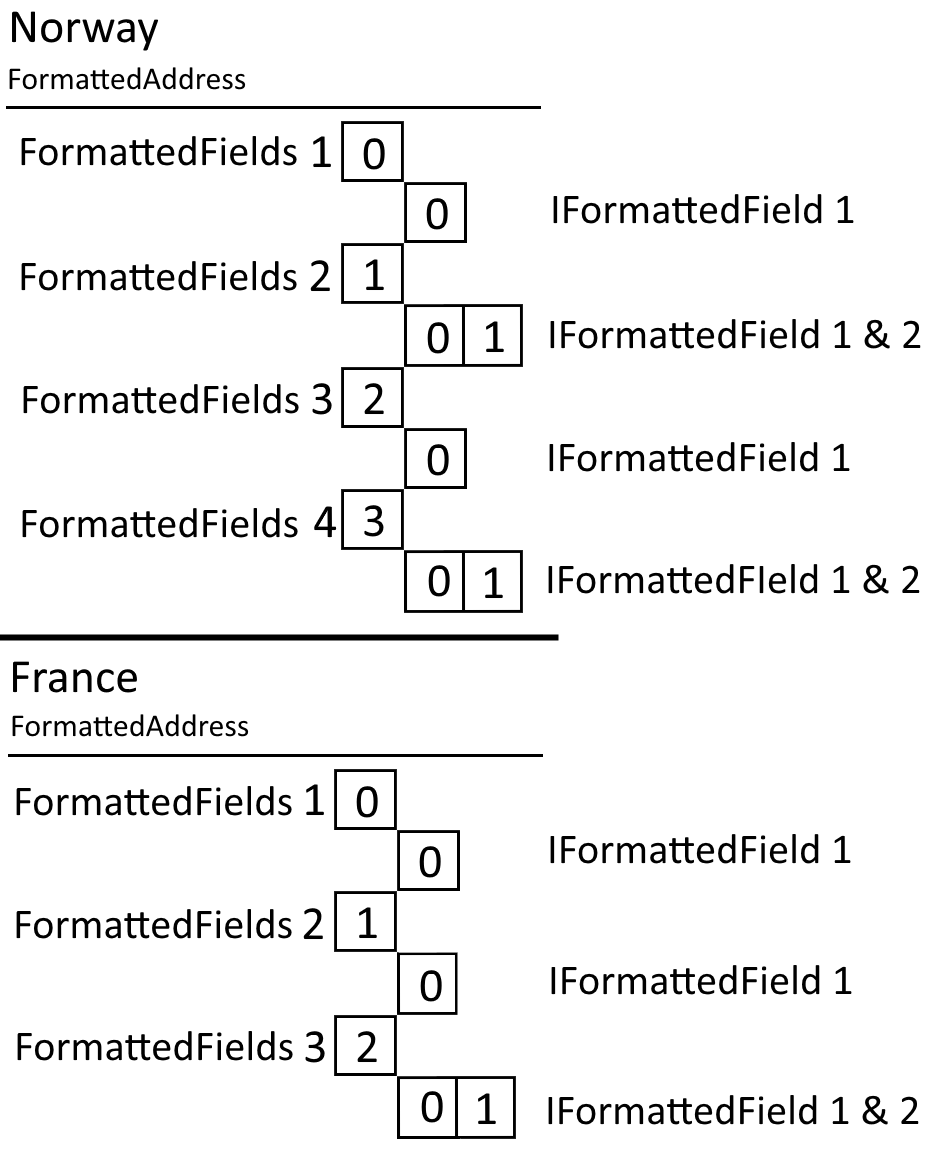 Norway
FormattedAddress
FormattedFields 1 0
0 IFormattedField 1
FormattedFields 2 1
0 1 IFormattedField 1 & 2
FormattedFields 3 2
0 IFormattedField 1
FormattedFields 4 3
0 1 IFormattedFIeld 1 & 2
France
FormattedAddress
FormattedFields 1 0
0 IFormattedField 1
FormattedFields 2 1
0 IFormattedField 1
FormattedFields 3 2
0 1 IFormattedField 1 & 2